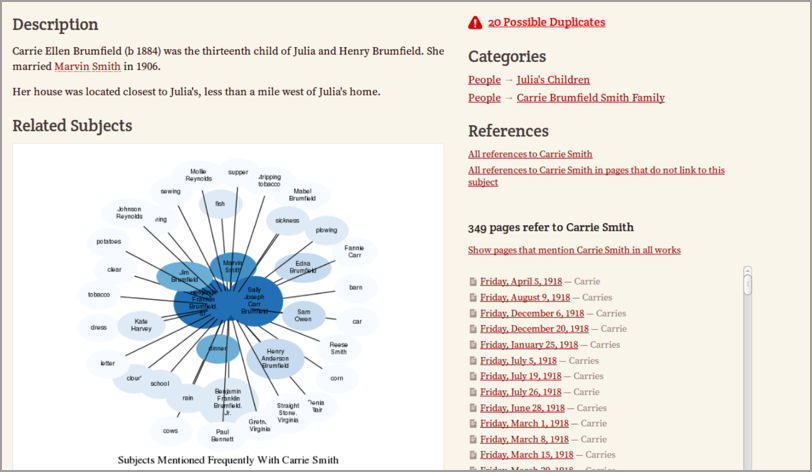 Description
Carrie Ellen Brumfield (b 1884) was the thirteenth child of Julia and Henry Brumfield. She
married Marvin Smith in 1906.
Her house was located closest to Julia's, less than a mile west of Julia's home.
Related Subjects
Mollie
Reynolds
supper
tobacco
sewing
Mabel
Brumfield
fish
Johnson
Reynolds
sickness
plowing
potatoes
Fannie
Carr
clear
Jim
Brumfield
Marvin
Smith
Edna
Brumfield
barn
tobacco
Franklin
Brumfield
Sally
Joseph
Carr
Brumfield
Sam
Owen
car
dress
Kate
Harvey
Reese
Smith
letter
dinner
Henry
Anderson
Brumfield
corn
school
rain
Benjamin
Franklin
Brumfield,
Jr.
Straight
Stone,
Virginia
cows
Paul
Bennett
Gretn,
Virginia
Subjects Mentioned Frequently With Carrie Smith
20 Possible Duplicates
Categories
People → Julia's Children
People → Carrie Brumfield Smith Family
References
All references to Carrie Smith
All references to Carrie Smith in pages that do not link to this
subject
349 pages refer to Carrie Smith
Show pages that mention Carrie Smith in all works
Friday, April 5, 1918 — Carrie
Friday, August 9, 1918 — Carries
Friday, December 6, 1918 — Carries
Friday, December 20, 1918 — Carrie
Friday, January 25, 1918 — Carries
Friday, July 5, 1918 — Carries
Friday, July 19, 1918 — Carries
Friday, July 26, 1918 — Carrie
Friday, June 28, 1918 — Carries
Friday, March 1, 1918 — Carrie
Friday, March 8, 1918 — Carrie
Friday, March 15, 1918 — Carries